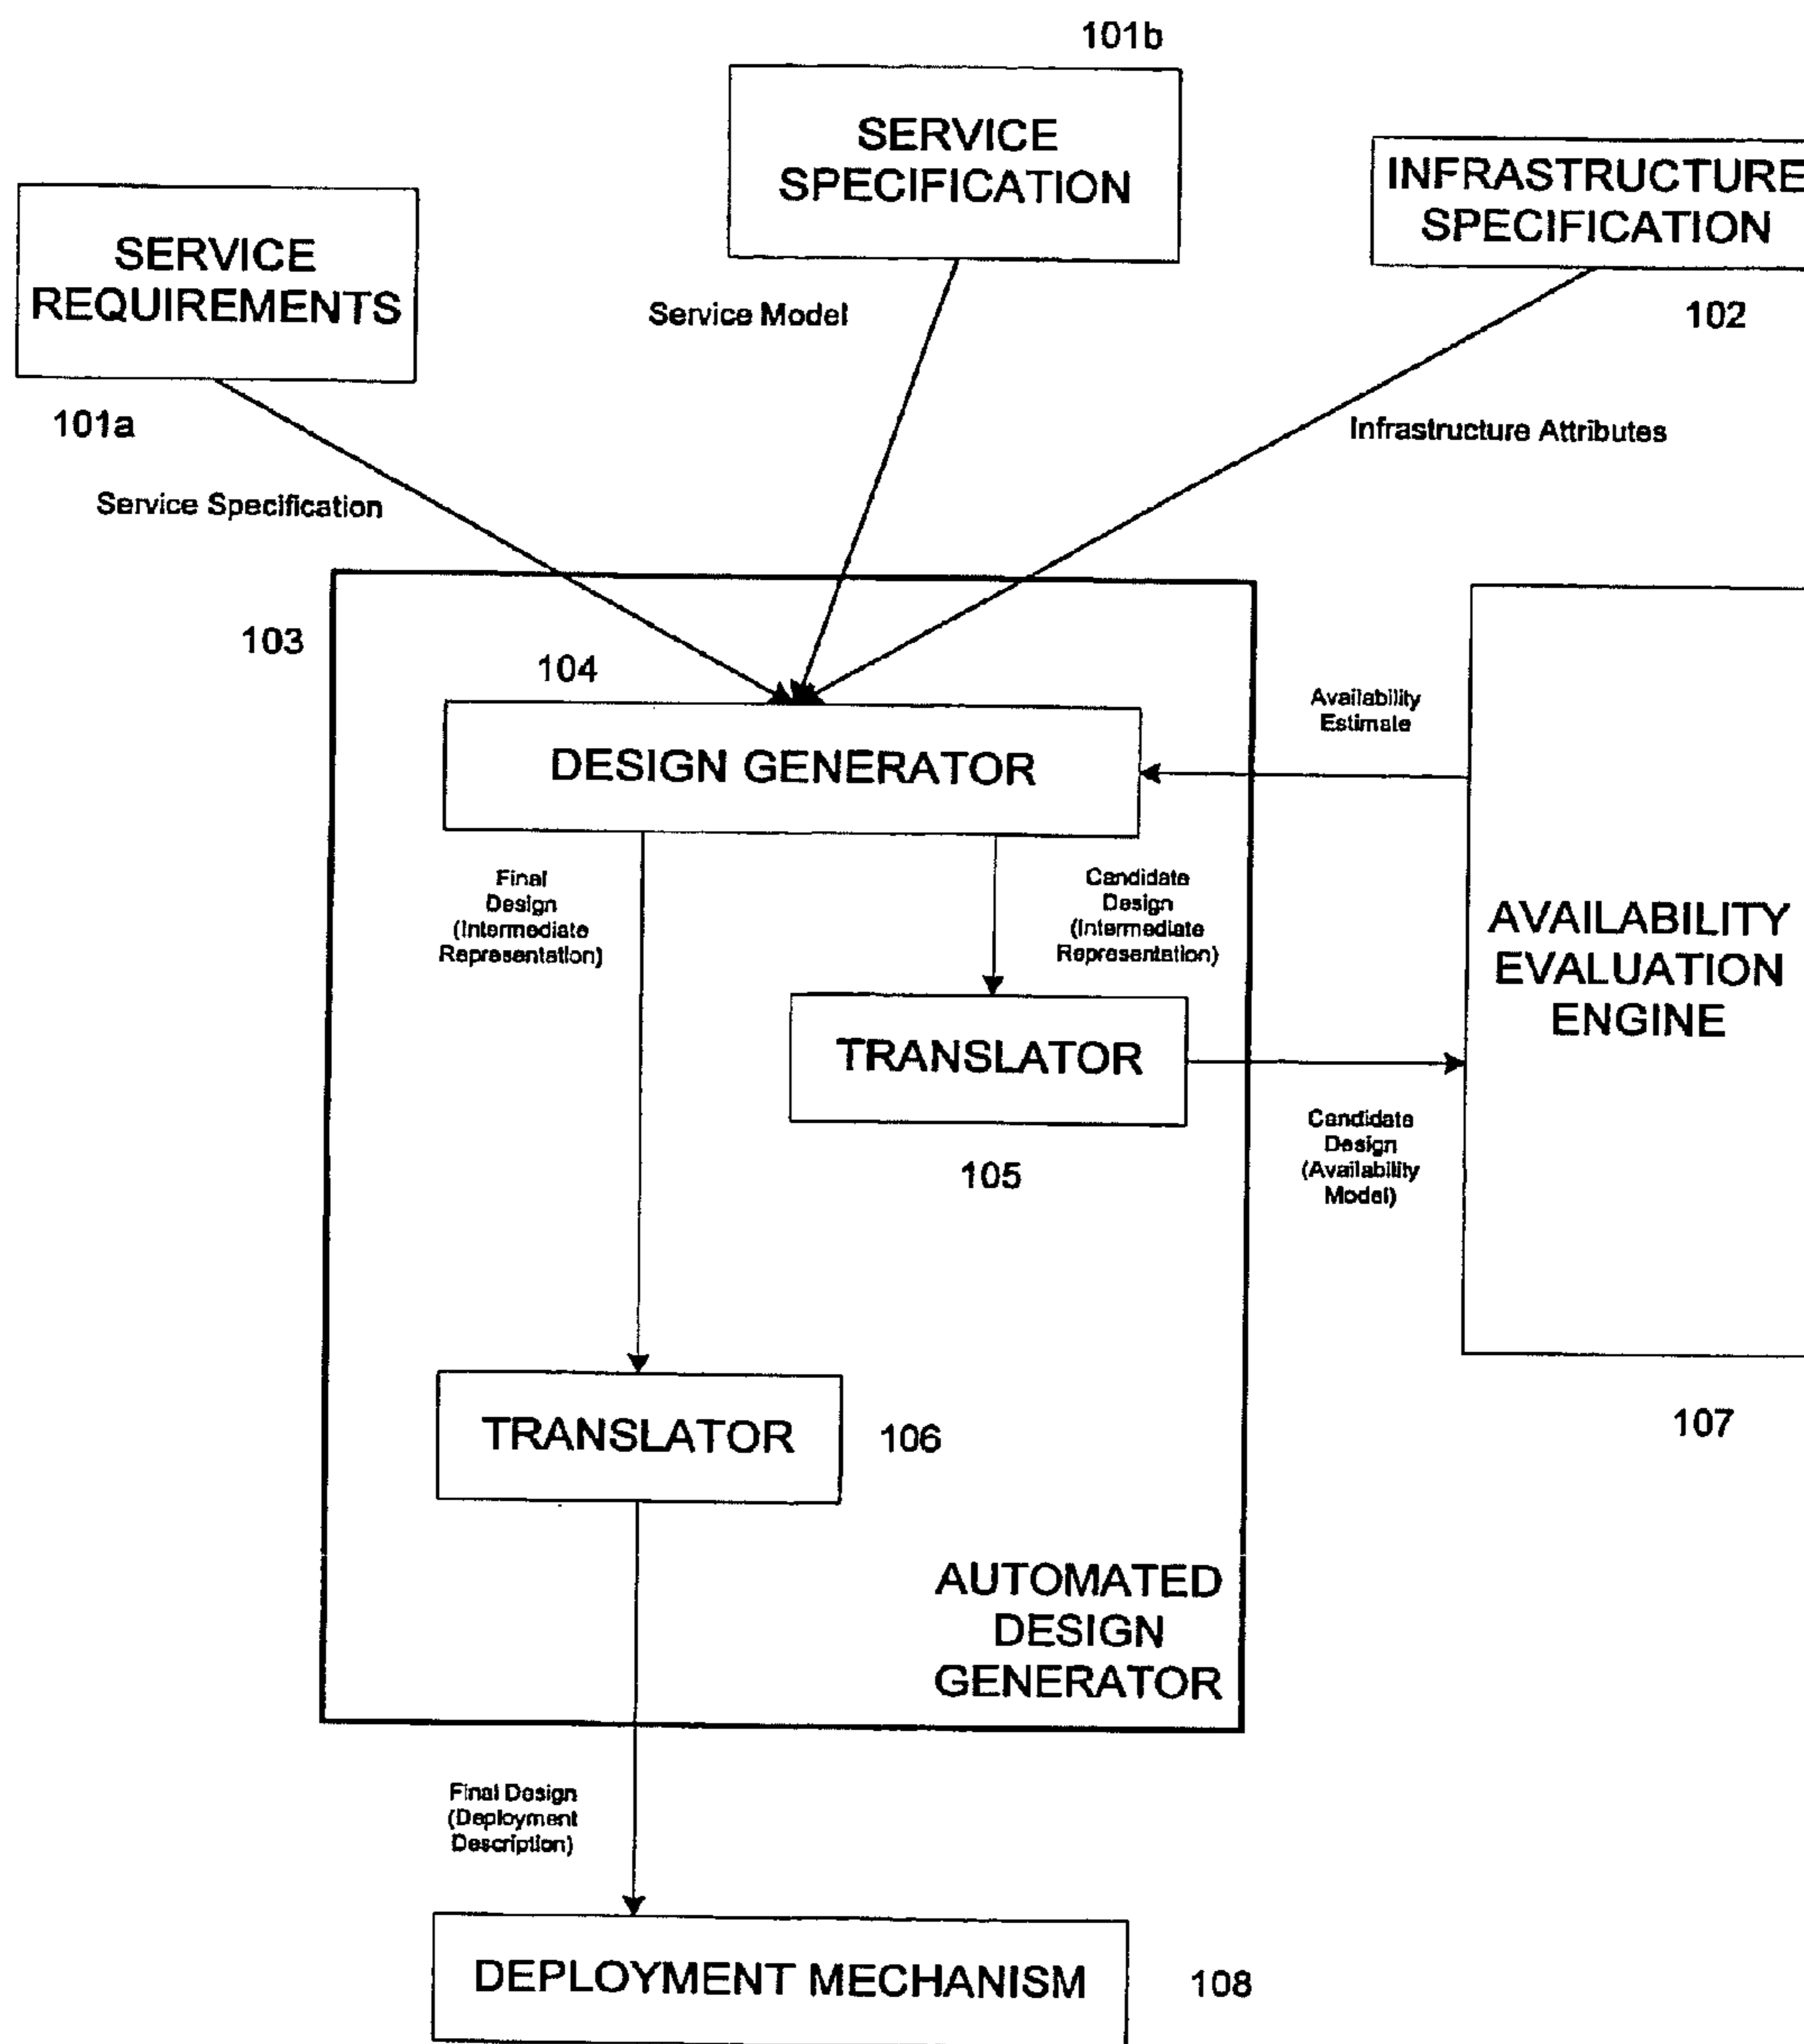 101b
SERVICE
SPECIFICATION
INFRASTRUCTURE
SPECIFICATION
102
SERVICE
REQUIREMENTS
101a
Service Model
Infrastructure Attributes
Service Specification
103
104
DESIGN GENERATOR
Availability
Estimate
Final
Design
(Intermediate
Representation)
Candidate
Design
(Intermediate
Representation)
AVAILABILITY
EVALUATION
ENGINE
107
TRANSLATOR
105
Candidate
Design
(Availability
Model)
TRANSLATOR
106
AUTOMATED
DESIGN
GENERATOR
Final Design
(Deployment
Description)
DEPLOYMENT MECHANISM
108